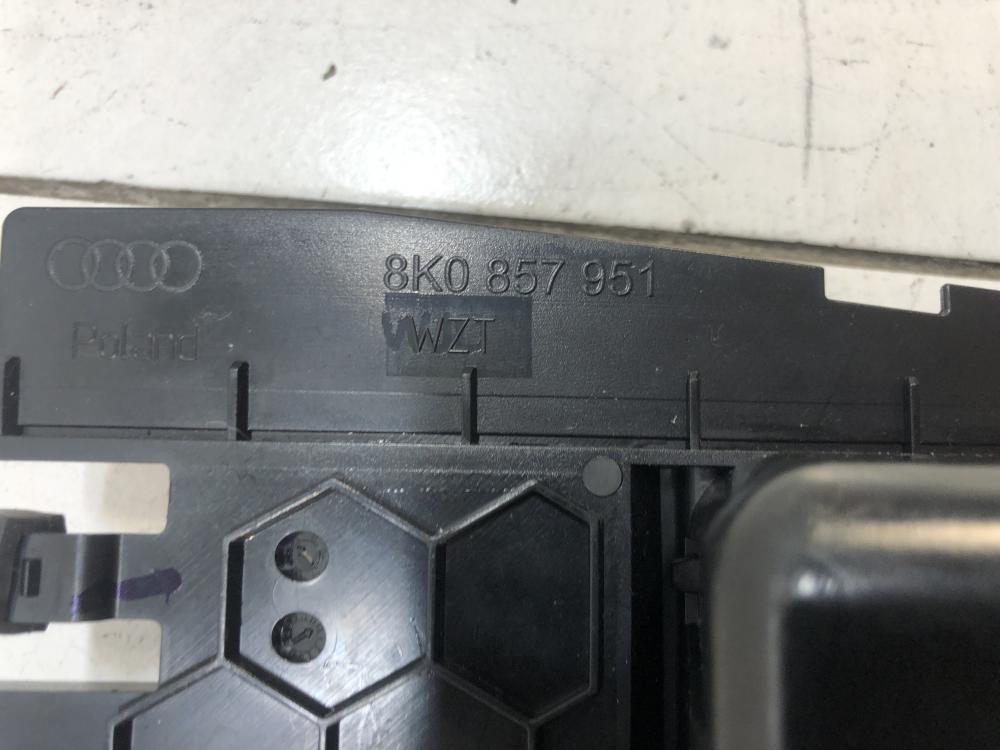 8K0 857 951
Poland
WZT